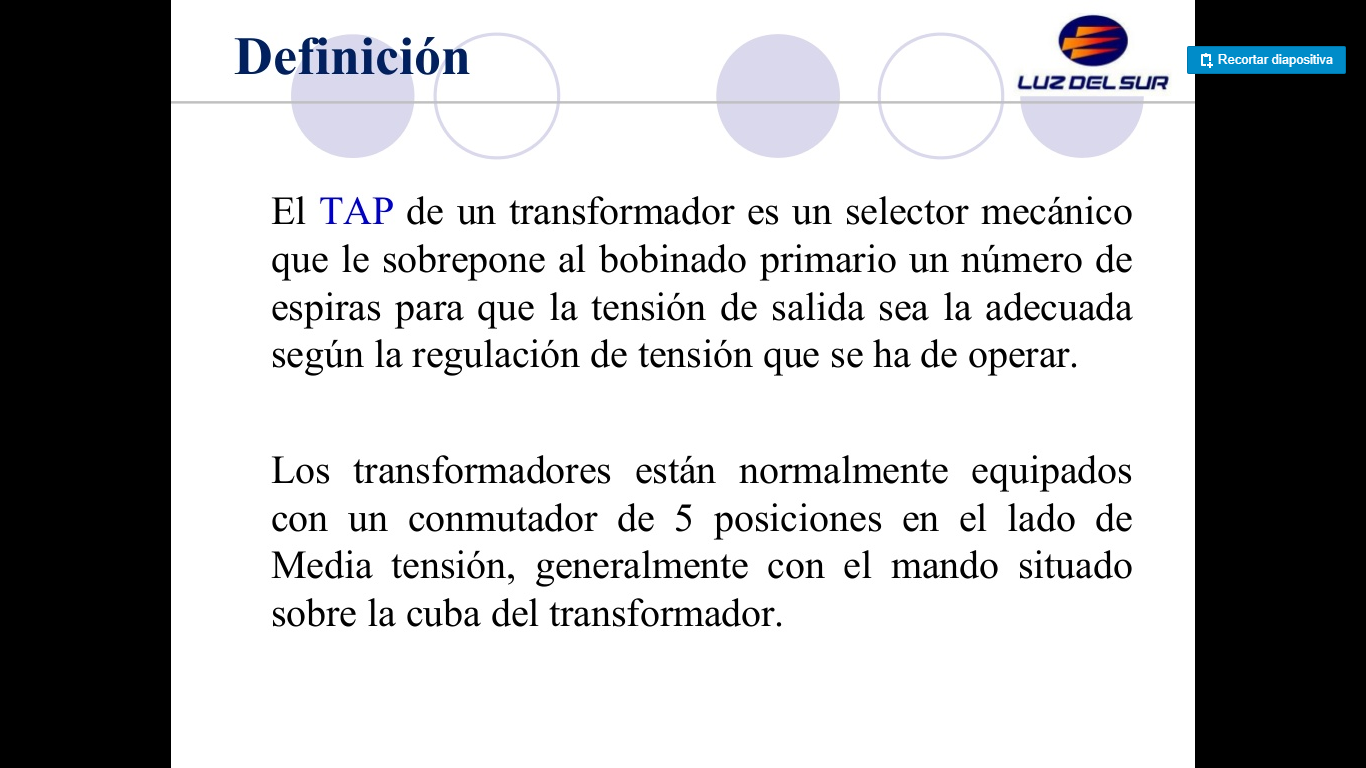 Definición
LUZ DEL SUR
Recortar diapositiva
El TAP de un transformador es un selector mecánico
que le sobrepone al bobinado primario un número de
espiras para que la tensión de salida sea la adecuada
según la regulación de tensión que se ha de operar.
Los transformadores están normalmente equipados
con un conmutador de 5 posiciones en el lado de
Media tensión, generalmente con el mando situado
sobre la cuba del transformador.